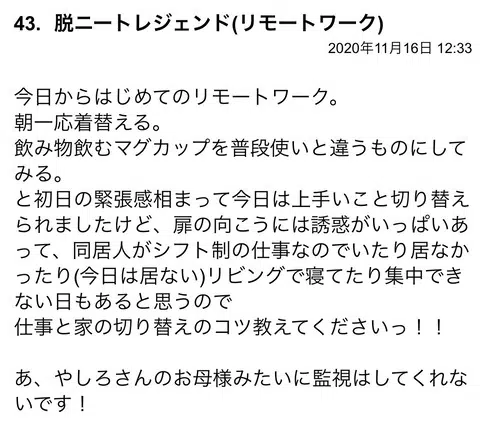 43. 脱ニートレジェンド(リモートワーク)
2020年11月16日 12:33
今日からはじめてのリモートワーク。
朝一応着替える。
飲み物飲むマグカップを普段使いと違うものにして
みる。
と初日の緊張感相まって今日は上手いこと切り替え
られましたけど、扉の向こうには誘惑がいっぱいあ
って、同居人がシフト制の仕事なのでいたり居なか
ったり(今日は居ない)リビングで寝てたり集中でき
ない日もあると思うので
仕事と家の切り替えのコツ教えてくださいっ！！
あ、やしろさんのお母様みたいに監視はしてくれな
いです！